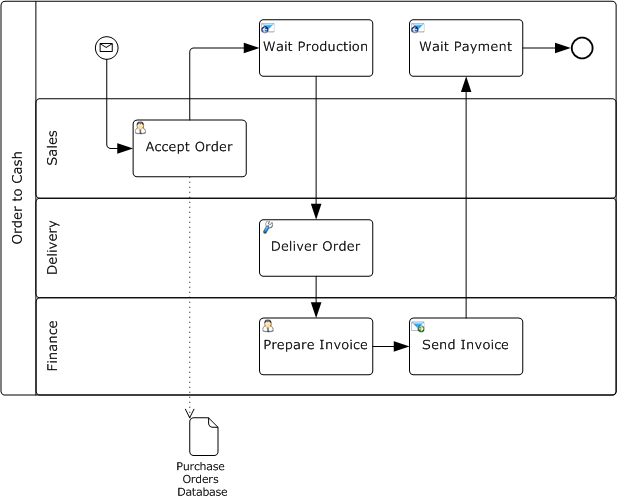 Order to Cash
Wait Production
Wait Payment
Sales
Accept Order
Delivery
Deliver Order
Finance
Prepare Invoice
Send Invoice
Purchase
Orders
Database